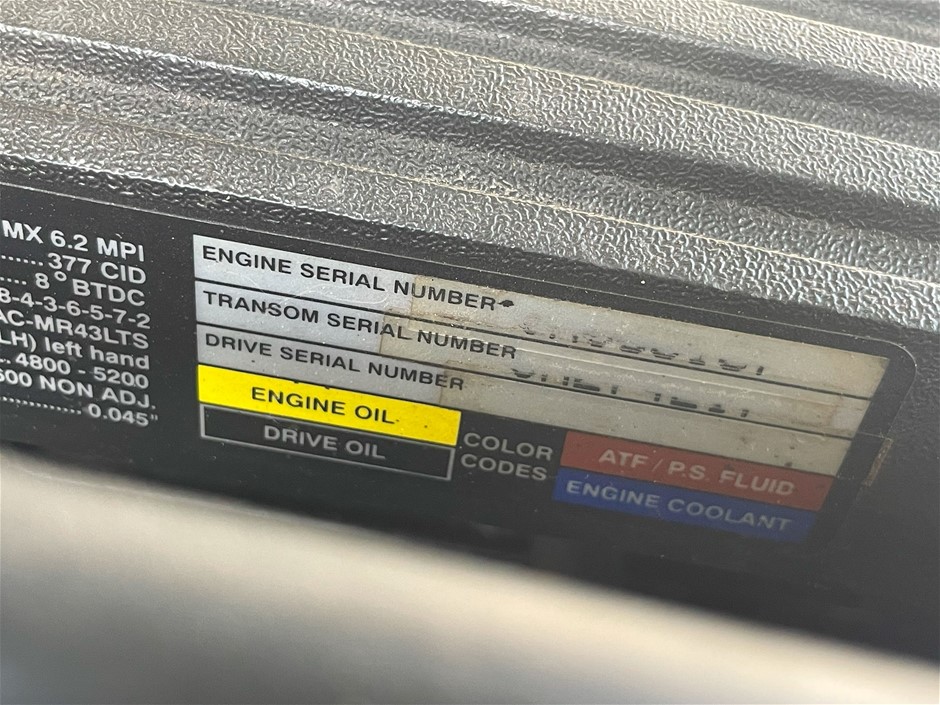 MX 6.2 MPI
......377 CID
.... 8° BTDC
8-4-3-6-5-7-2
AC-MR43LTS
(LH) left hand
..4800 - 5200
600 NON ADJ.
............ 0.045"
ENGINE SERIAL NUMBER
TRANSOM SERIAL NUMBER
DRIVE SERIAL NUMBER
ENGINE OIL
DRIVE OIL
COLOR CODES
ATF / P.S. FLUID
ENGINE COOLANT